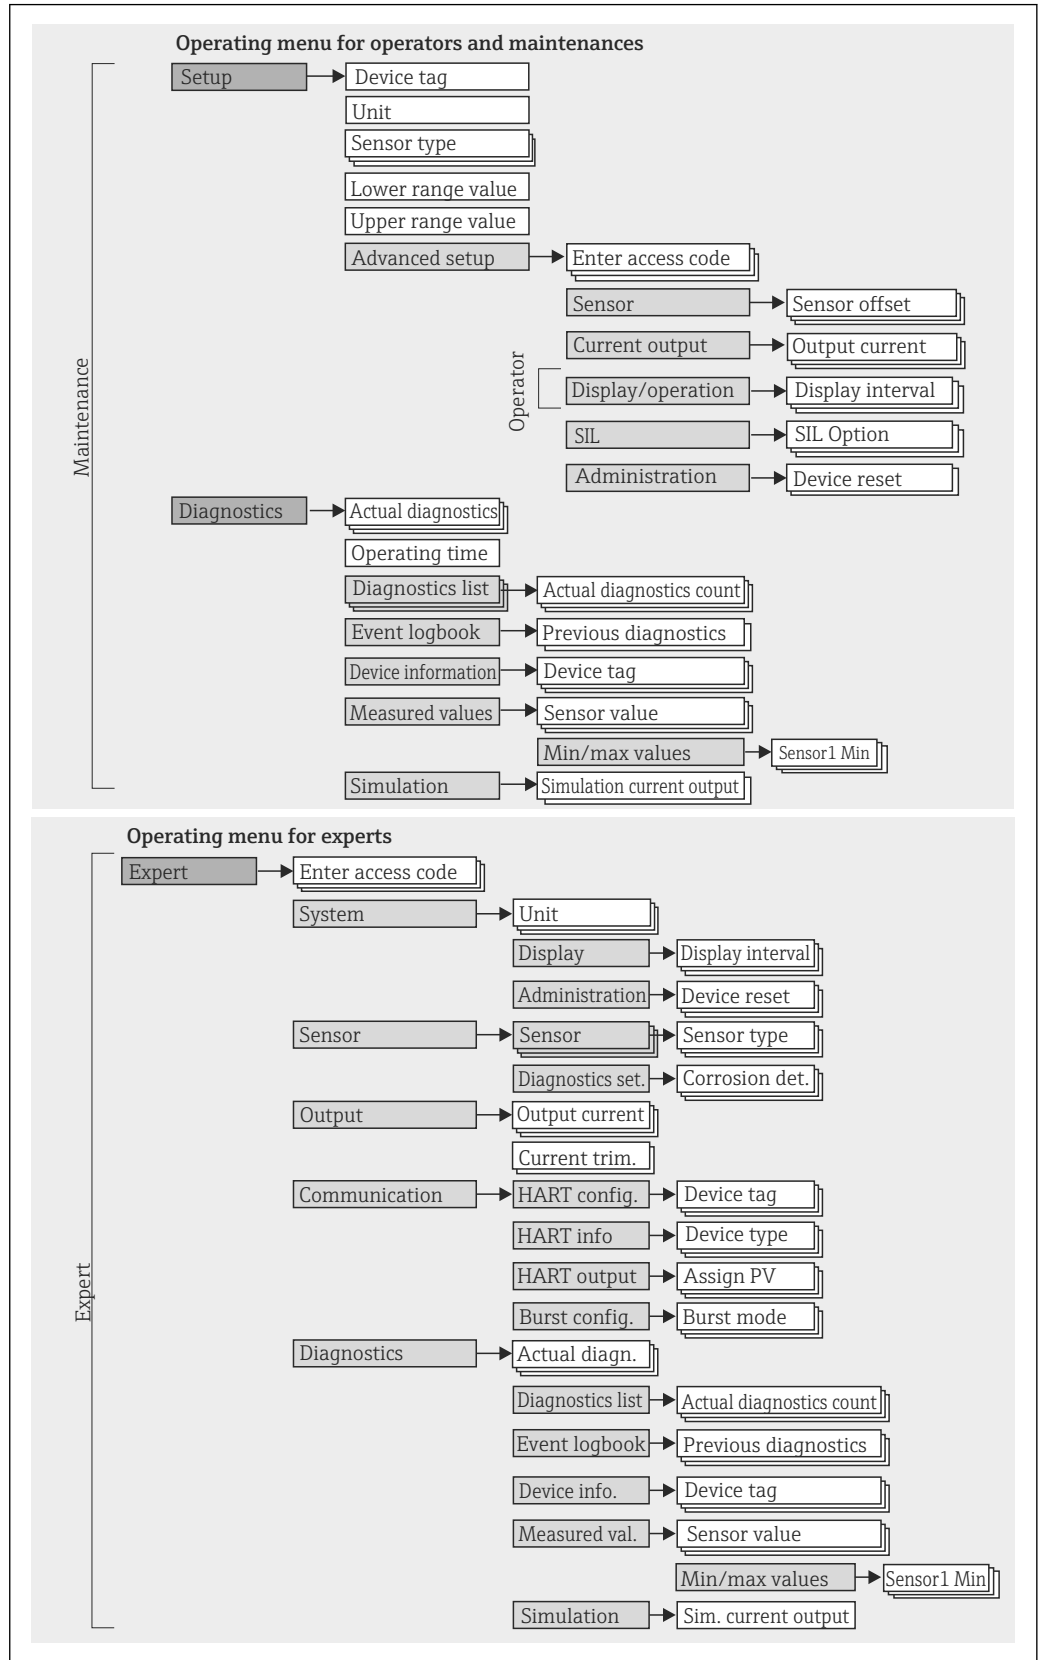 Operating menu for operators and maintenances
Setup
Device tag
Unit
Sensor type
Lower range value
Upper range value
Advanced setup
Enter access code
Sensor
Sensor offset
Current output
Output current
Operator
Display/operation
Display interval
SIL
SIL Option
Administration
Device reset
Maintenance
Diagnostics
Actual diagnostics
Operating time
Diagnostics list
Actual diagnostics count
Event logbook
Previous diagnostics
Device information
Device tag
Measured values
Sensor value
Min/max values
Sensor1 Min
Simulation
Simulation current output
Operating menu for experts
Expert
Enter access code
System
Unit
Display
Display interval
Administration
Device reset
Sensor
Sensor
Sensor type
Diagnostics set.
Corrosion det.
Output
Output current
Current trim.
Communication
HART config.
Device tag
HART info
Device type
HART output
Assign PV
Burst config.
Burst mode
Expert
Diagnostics
Actual diagn.
Diagnostics list
Actual diagnostics count
Event logbook
Previous diagnostics
Device info.
Device tag
Measured val.
Sensor value
Min/max values
Sensor1 Min
Simulation
Sim. current output